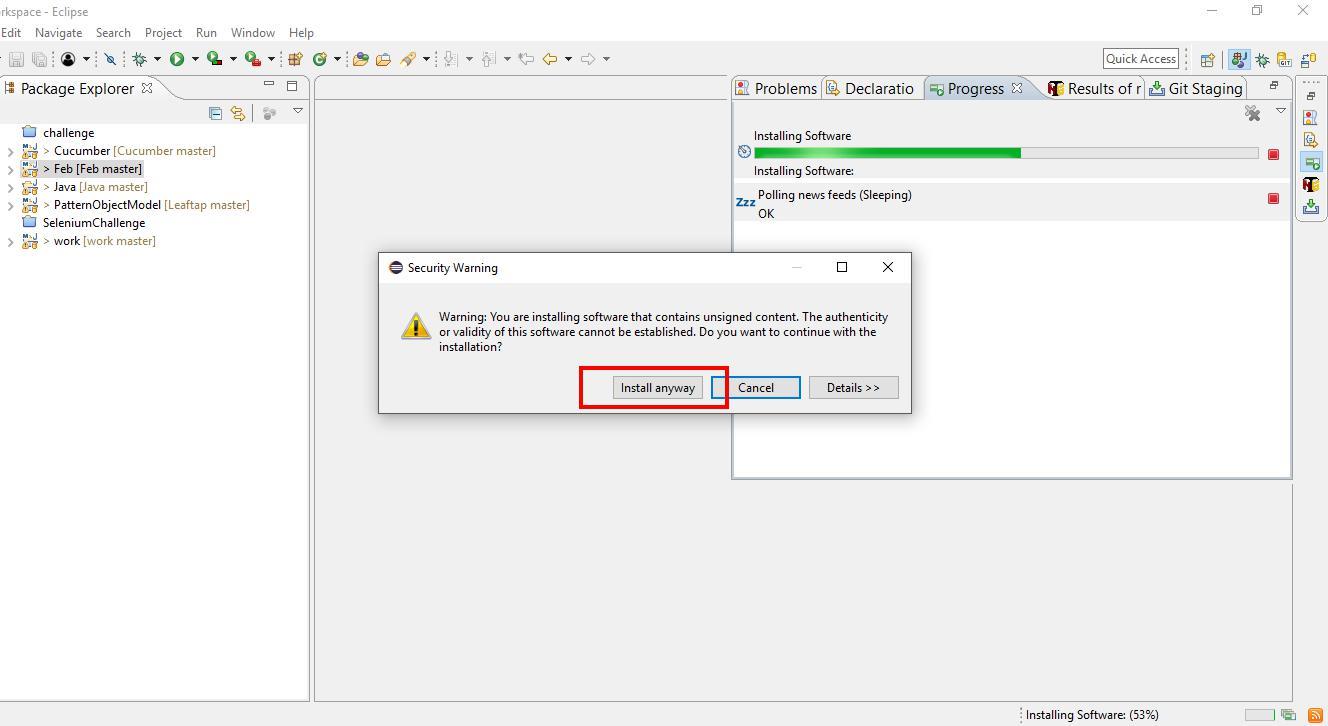 rkspace - Eclipse
Edit Navigate Search Project Run Window Help
Quick Access
Package Explorer
challenge
> Cucumber [Cucumber master]
> Feb [Feb master]
> Java [Java master]
> PatternObjectModel [Leaftap master]
SeleniumChallenge
> work [work master]
Problems Declaratio Progress Results of r Git Staging
Installing Software
Installing Software:
Zzz Polling news feeds (Sleeping)
OK
Security Warning
Warning: You are installing software that contains unsigned content. The authenticity
or validity of this software cannot be established. Do you want to continue with the
installation?
Install anyway Cancel Details >>
Installing Software: (53%)